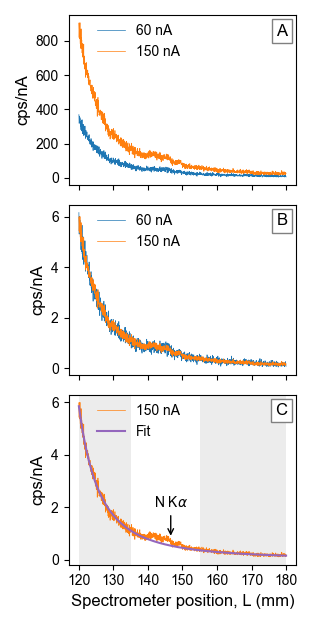 A
60 nA
150 nA
800
600
400
200
0
cps/nA
B
60 nA
150 nA
6
4
2
0
cps/nA
C
150 nA
Fit
N Kα
6
4
2
0
cps/nA
120 130 140 150 160 170 180
Spectrometer position, L (mm)